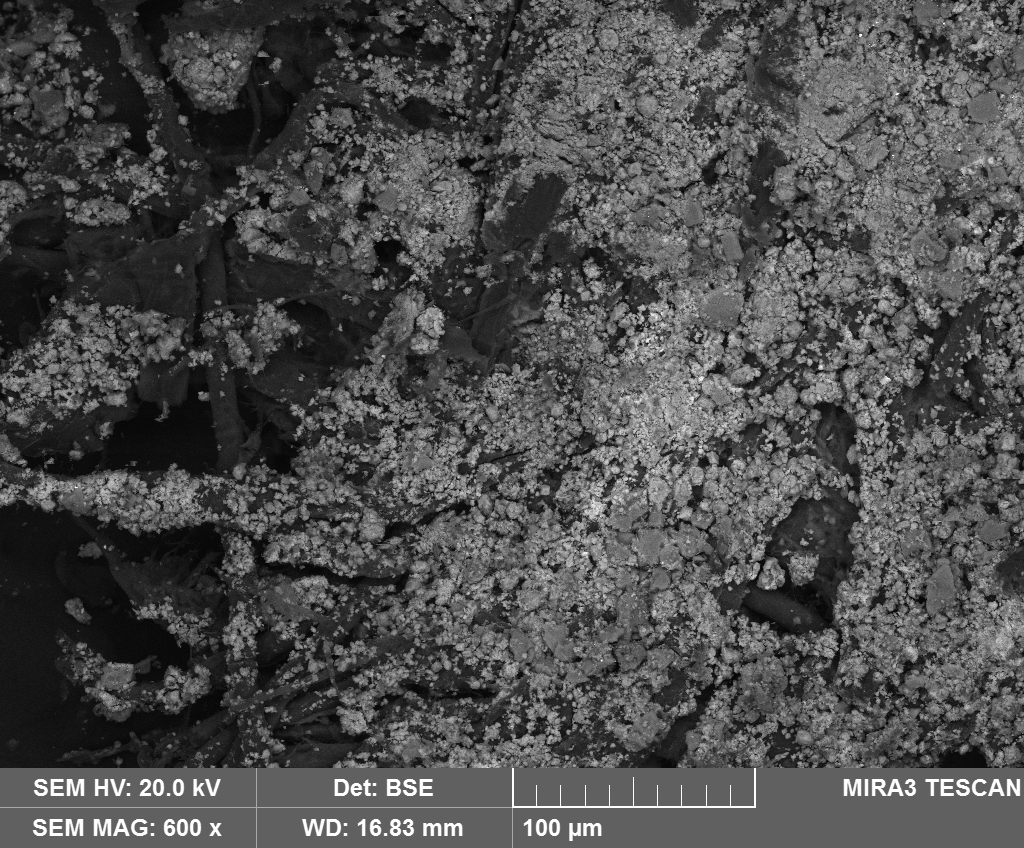 SEM HV: 20.0 kV
Det: BSE
MIRA3 TESCAN
SEM MAG: 600 x
WD: 16.83 mm
100 µm